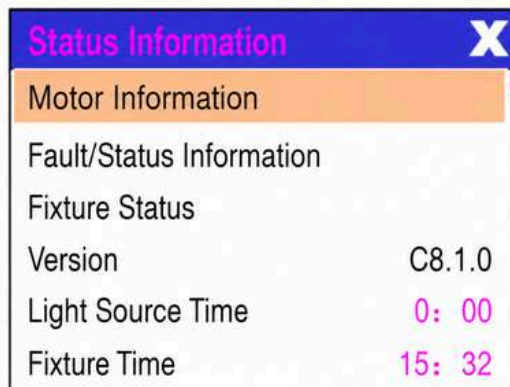 Status Information X
Motor Information
Fault/Status Information
Fixture Status
Version C8.1.0
Light Source Time 0： 00
Fixture Time 15： 32